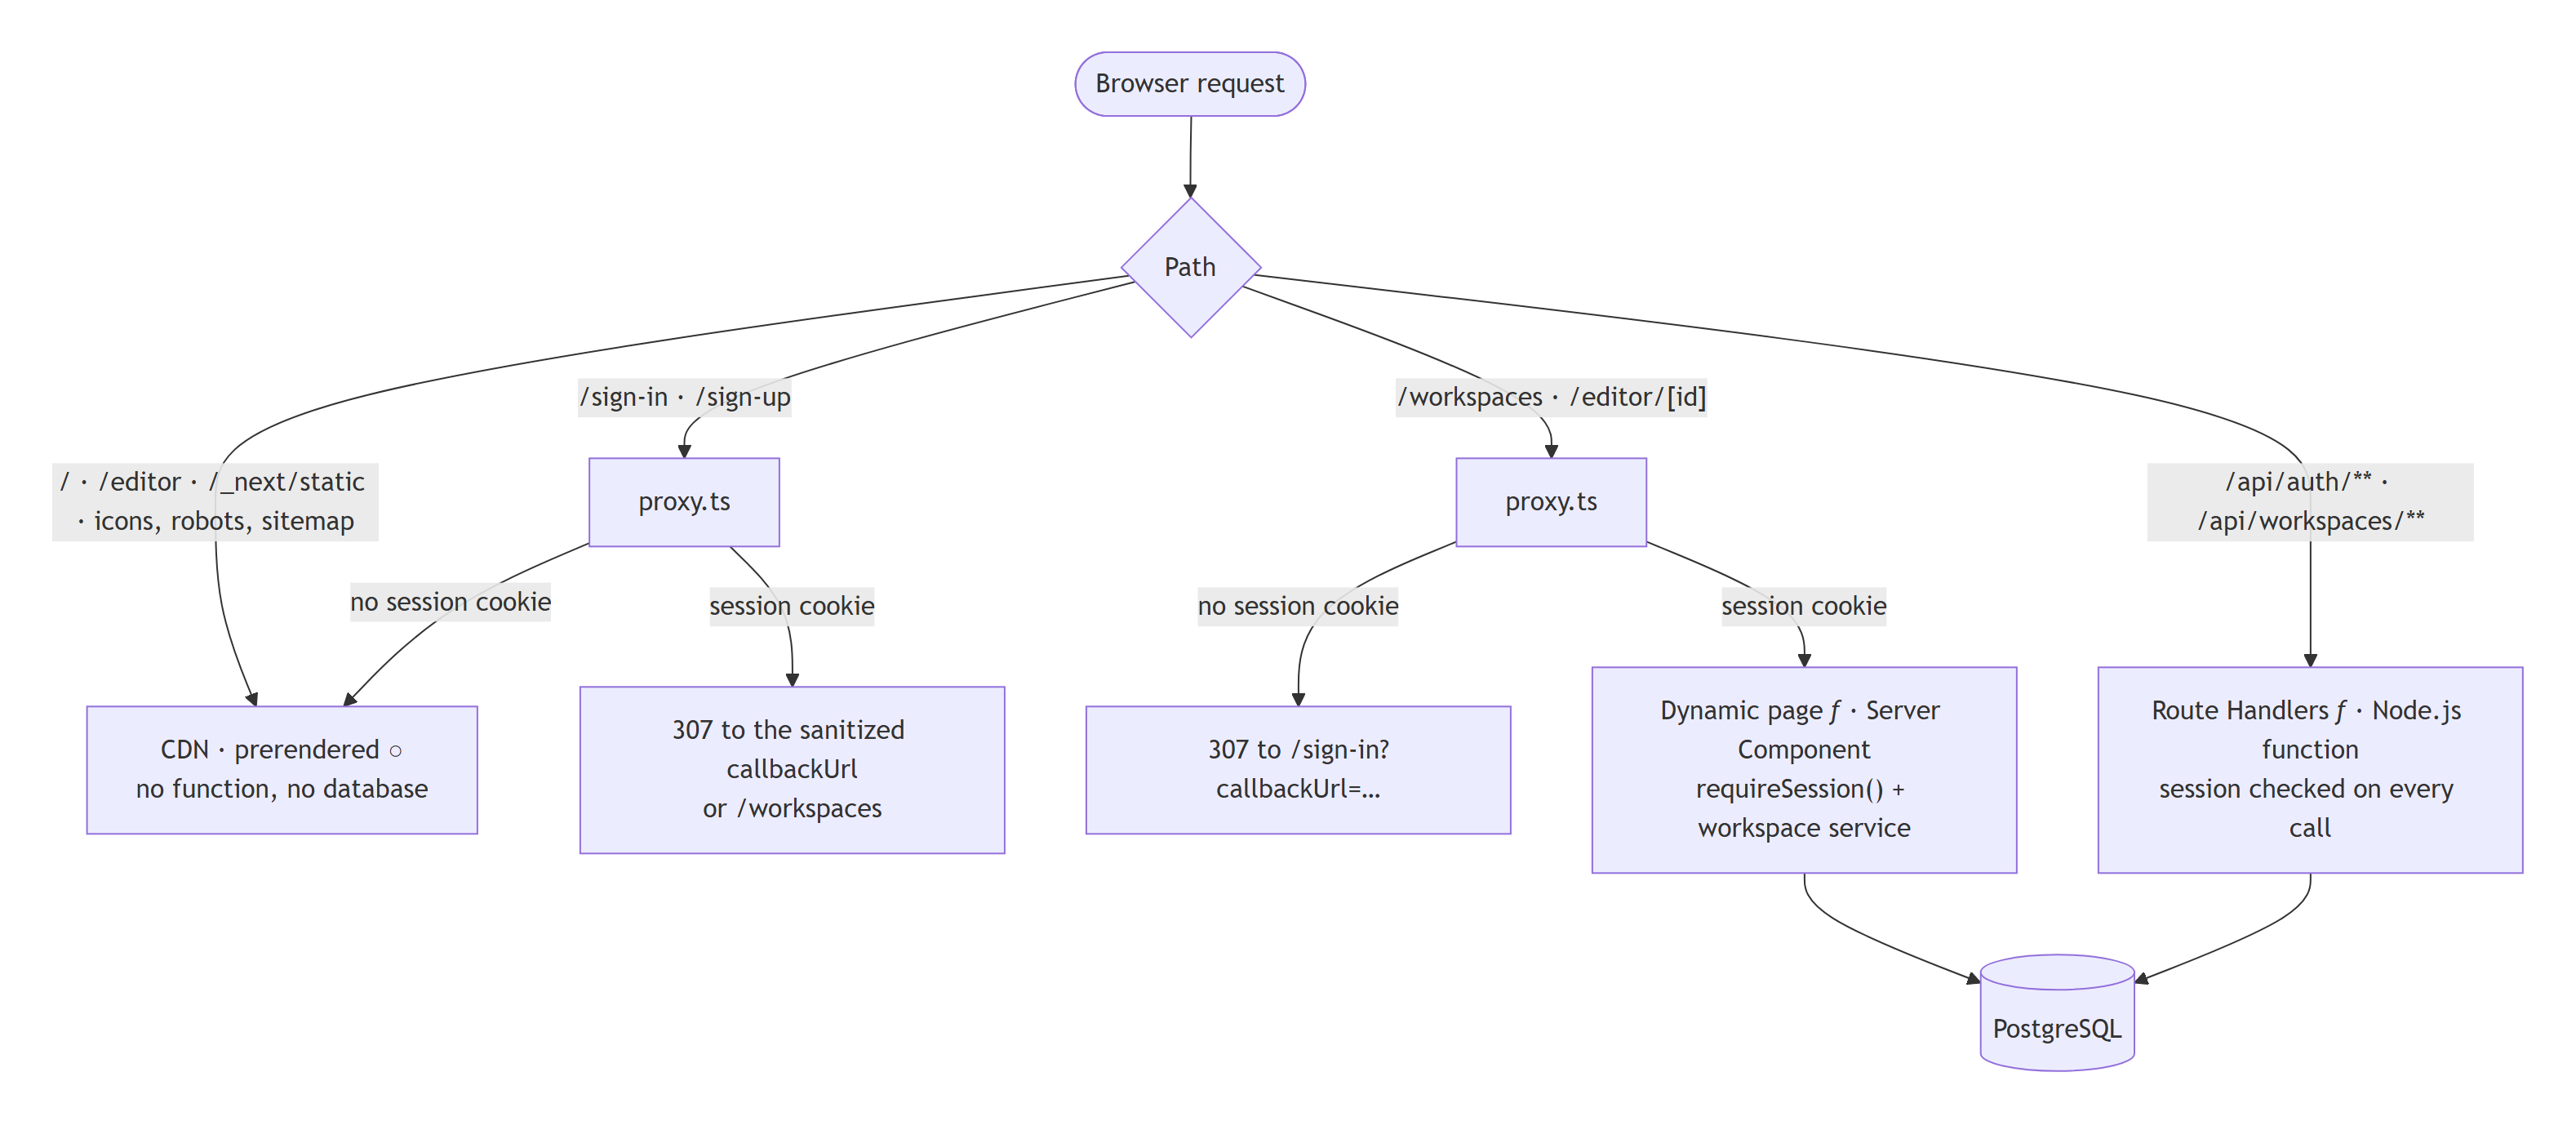 Browser request
Path
/sign-in · /sign-up
/workspaces · /editor/[id]
/ · /editor · /_next/static
· icons, robots, sitemap
proxy.ts
proxy.ts
/api/auth/** ·
/api/workspaces/**
no session cookie
session cookie
no session cookie
session cookie
CDN · prerendered ○
no function, no database
307 to the sanitized
callbackUrl
or /workspaces
307 to /sign-in?
callbackUrl=...
Dynamic page ƒ · Server
Component
requireSession() +
workspace service
Route Handlers ƒ · Node.js
function
session checked on every
call
PostgreSQL